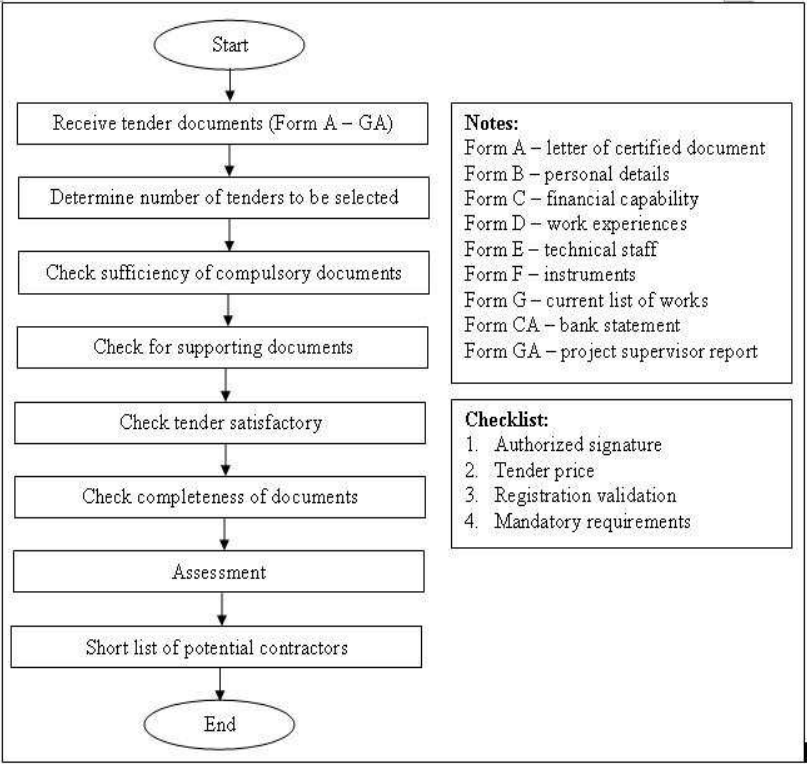 Start
Receive tender documents (Form A – GA)
Determine number of tenders to be selected
Check sufficiency of compulsory documents
Check for supporting documents
Check tender satisfactory
Check completeness of documents
Assessment
Short list of potential contractors
End
Notes:
Form A – letter of certified document
Form B – personal details
Form C – financial capability
Form D – work experiences
Form E – technical staff
Form F – instruments
Form G – current list of works
Form CA – bank statement
Form GA – project supervisor report
Checklist:
1. Authorized signature
2. Tender price
3. Registration validation
4. Mandatory requirements